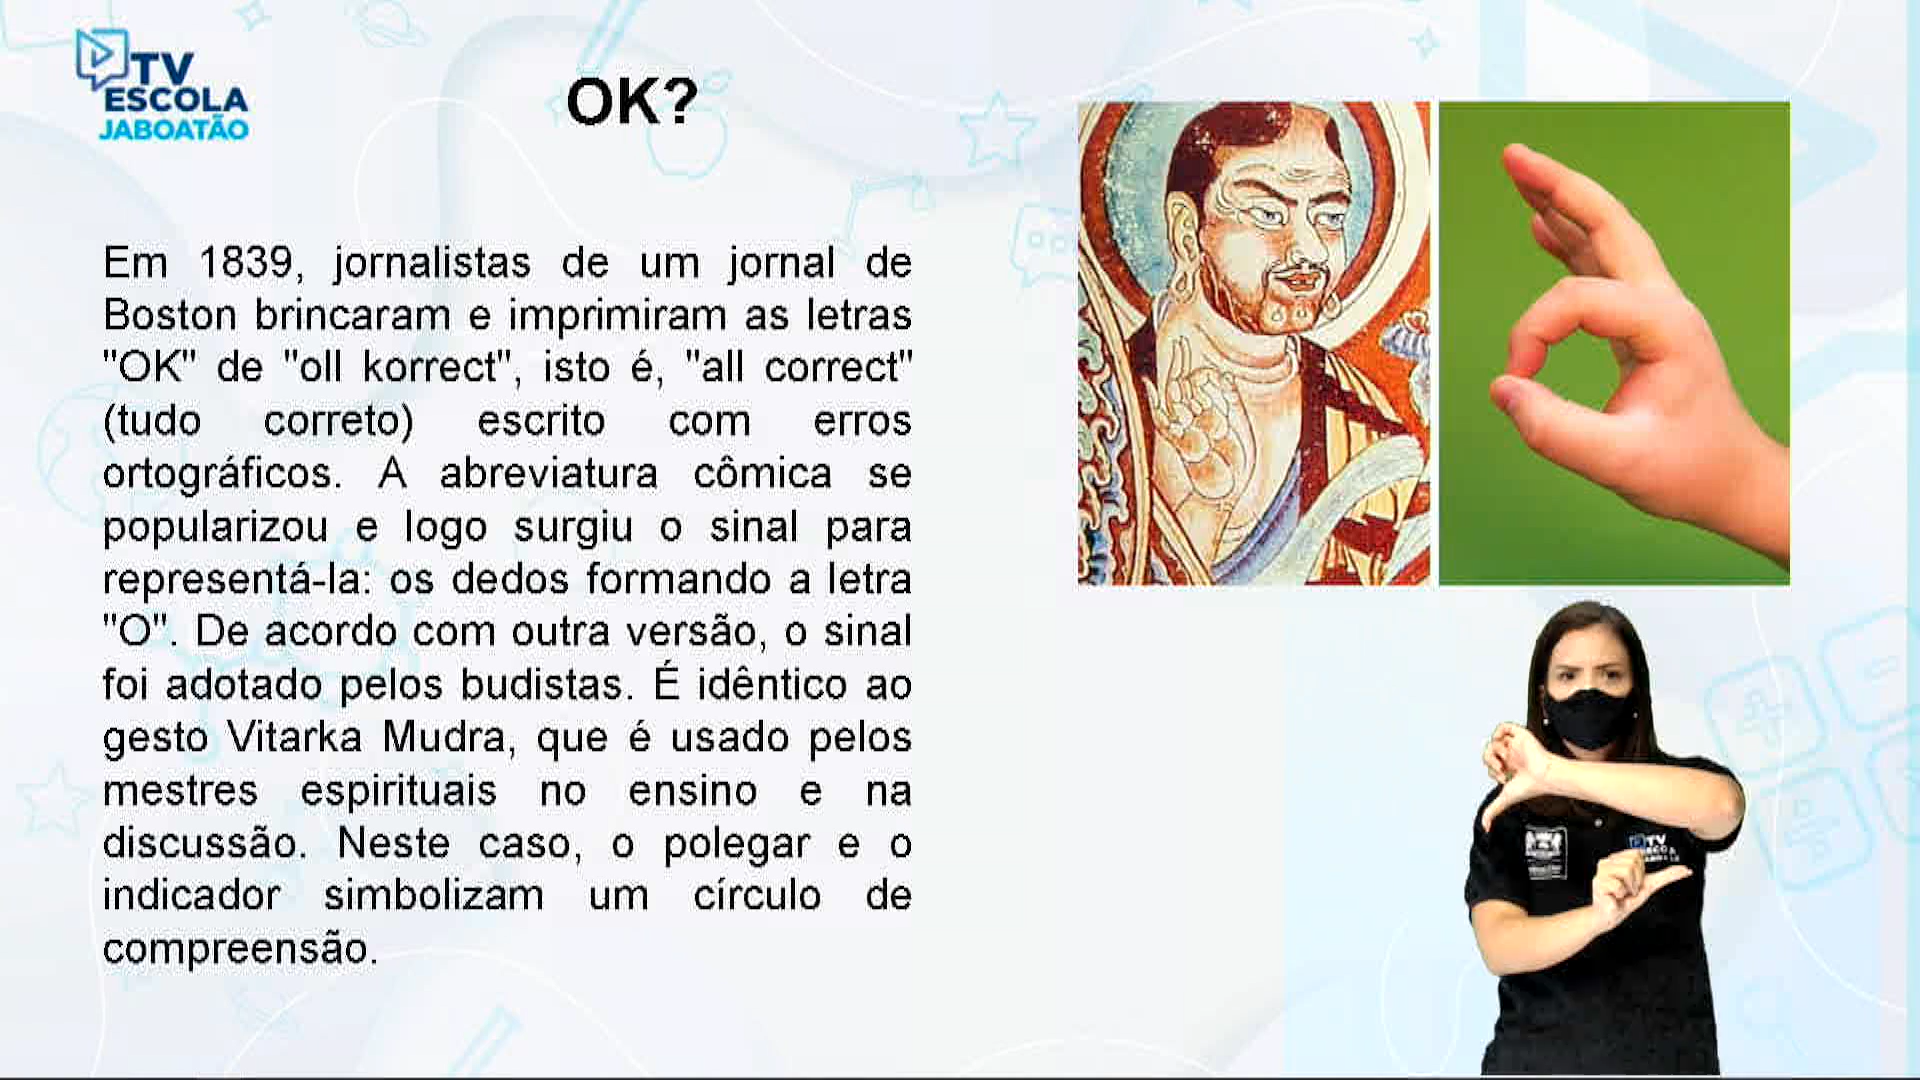 TV
ESCOLA
JABOATÃO
OK?
Em 1839, jornalistas de um jornal de
Boston brincaram e imprimiram as letras
"OK" de "oll korrect", isto é, "all correct"
(tudo correto) escrito com erros
ortográficos. A abreviatura cômica se
popularizou e logo surgiu o sinal para
representá-la: os dedos formando a letra
"O". De acordo com outra versão, o sinal
foi adotado pelos budistas. É idêntico ao
gesto Vitarka Mudra, que é usado pelos
mestres espirituais no ensino e na
discussão. Neste caso, o polegar e o
indicador simbolizam um círculo de
compreensão.
TV